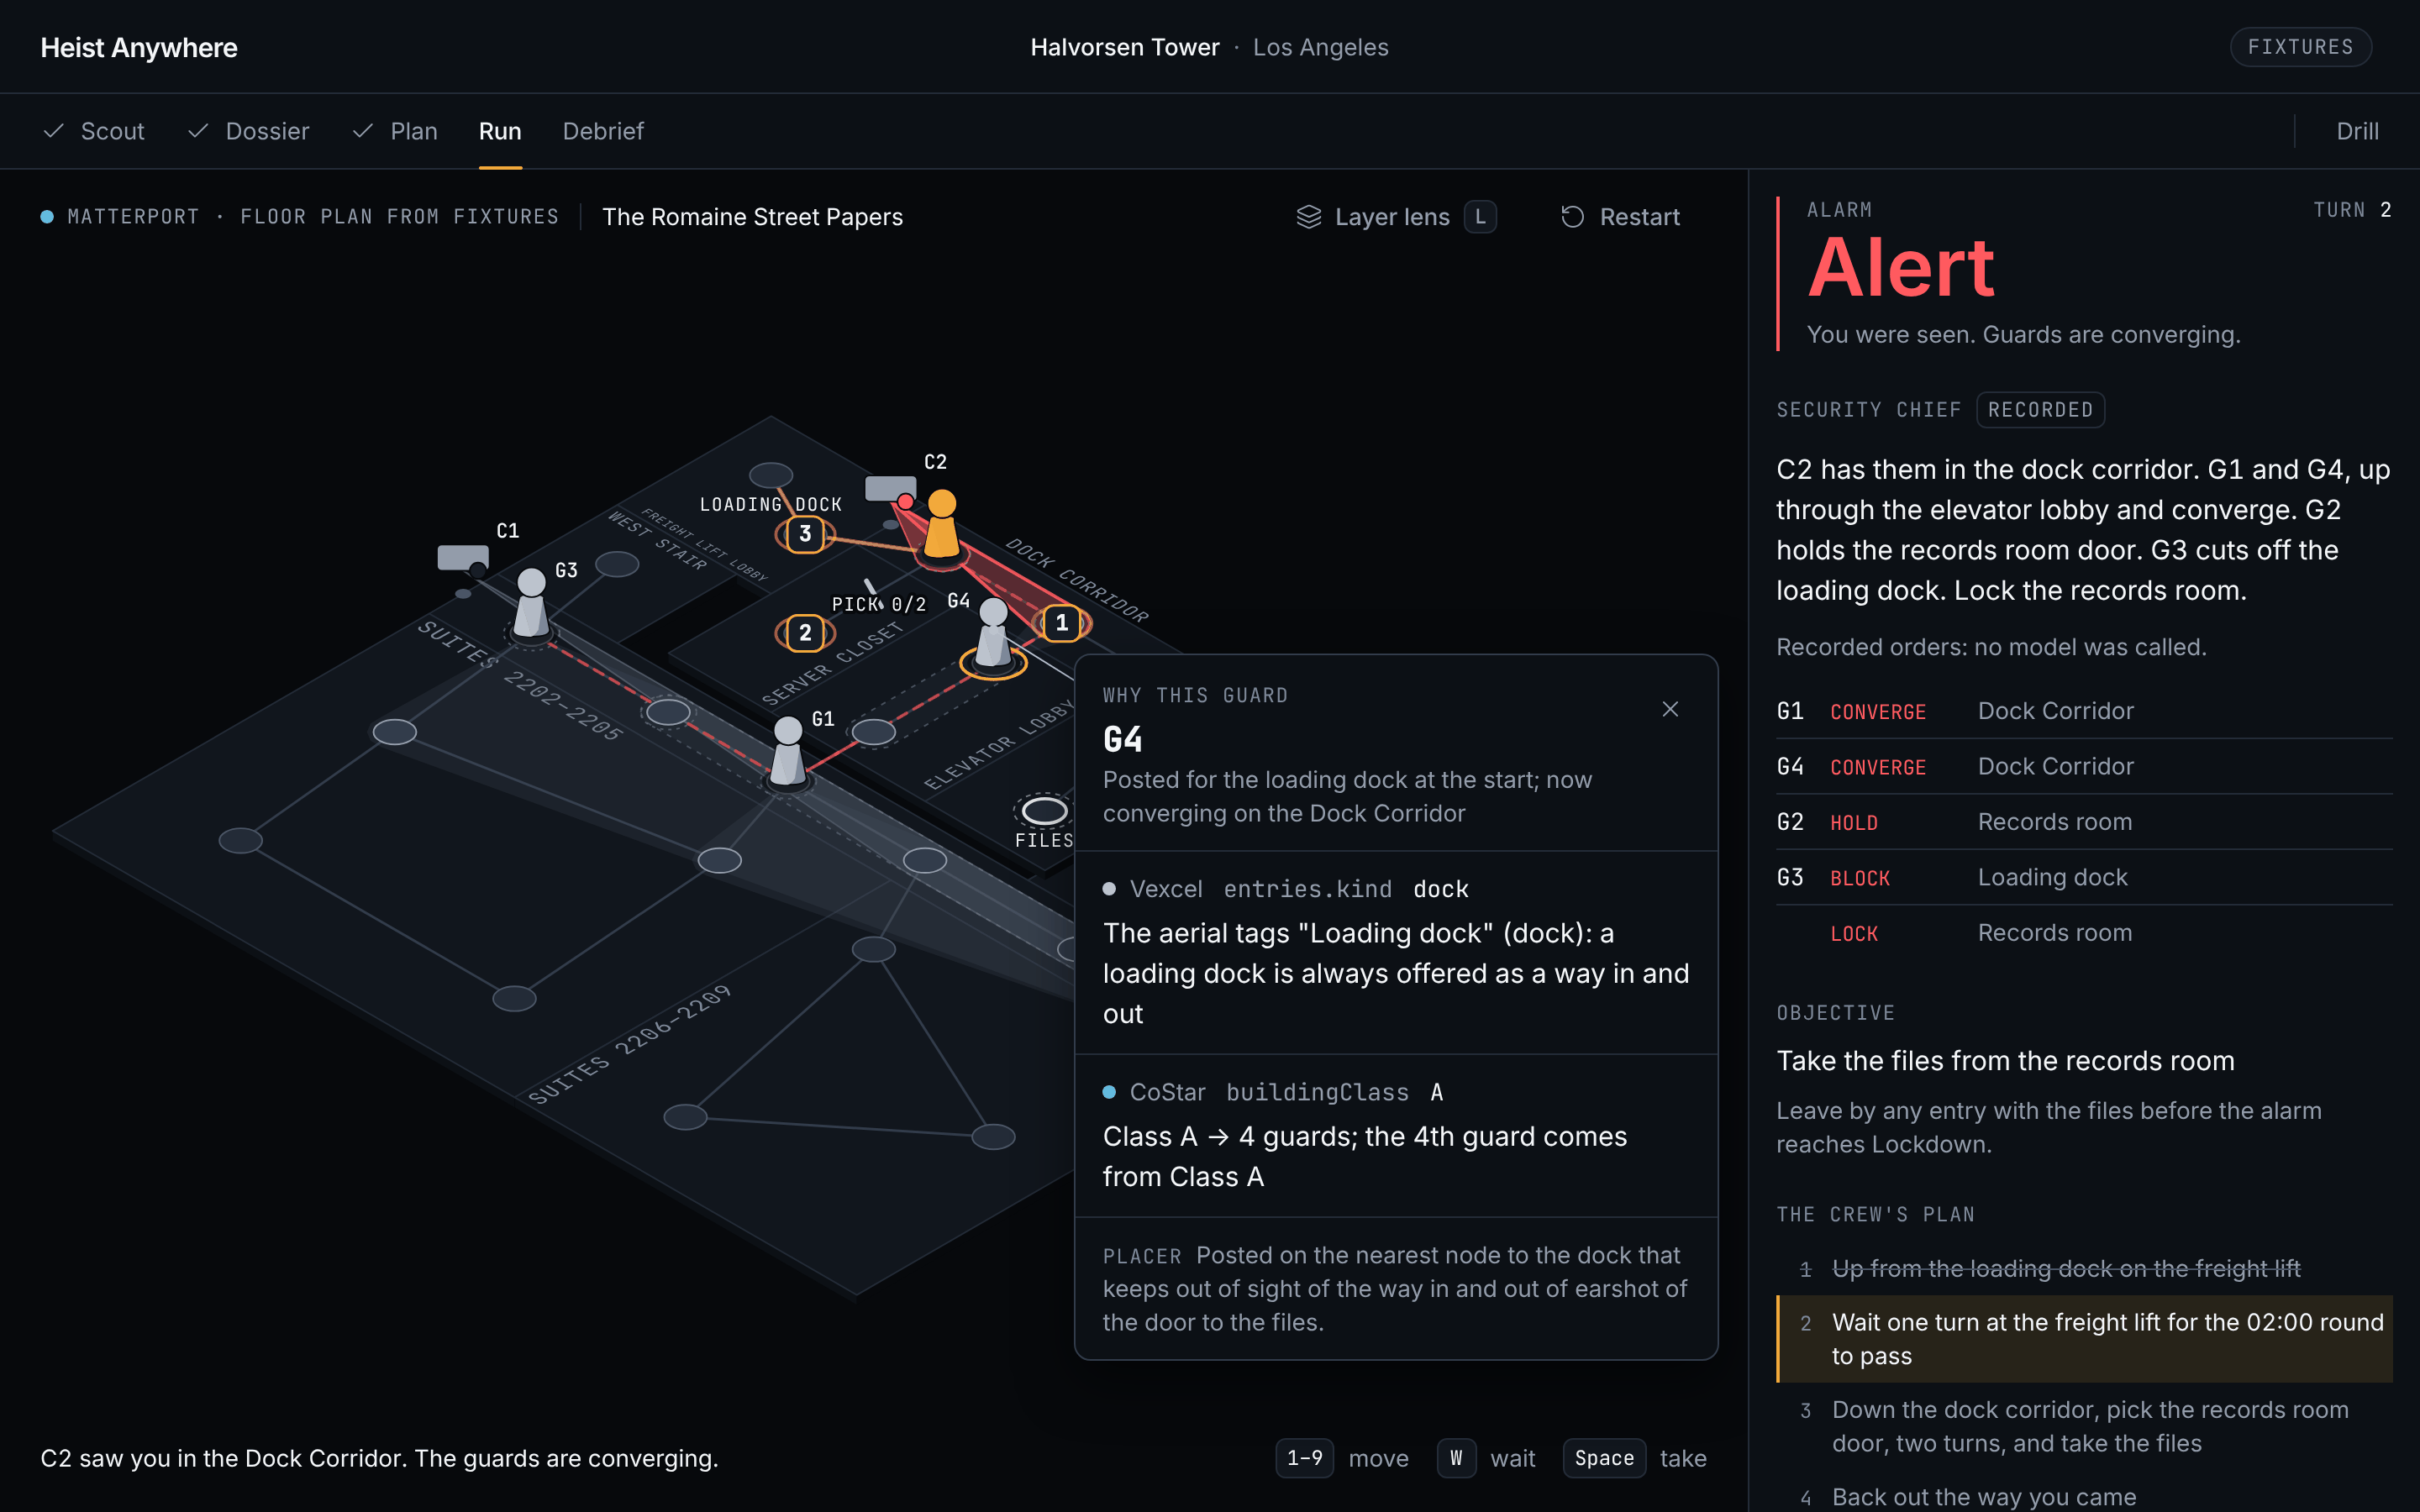 Heist Anywhere
Halvorsen Tower · Los Angeles
FIXTURES
Scout
Dossier
Plan
Run
Debrief
Drill
MATTERPORT · FLOOR PLAN FROM FIXTURES
The Romaine Street Papers
Layer lens L
Restart
C2
LOADING DOCK
FREIGHT LIFT LOBBY
WEST STAIR
3
DOCK CORRIDOR
C1
G3
PICK 0/2
G4
2
1
SERVER CLOSET
SUITES 2202-2205
G1
ELEVATOR LOBBY
FILES
SUITES 2206-2209
WHY THIS GUARD
G4
Posted for the loading dock at the start; now
converging on the Dock Corridor
Vexcel entries.kind dock
The aerial tags "Loading dock" (dock): a
loading dock is always offered as a way in and
out
CoStar buildingClass A
Class A → 4 guards; the 4th guard comes
from Class A
PLACER Posted on the nearest node to the dock that
keeps out of sight of the way in and out of earshot of
the door to the files.
C2 saw you in the Dock Corridor. The guards are converging.
1–9 move W wait Space take
ALARM
TURN 2
Alert
You were seen. Guards are converging.
SECURITY CHIEF RECORDED
C2 has them in the dock corridor. G1 and G4, up
through the elevator lobby and converge. G2
holds the records room door. G3 cuts off the
loading dock. Lock the records room.
Recorded orders: no model was called.
G1 CONVERGE Dock Corridor
G4 CONVERGE Dock Corridor
G2 HOLD Records room
G3 BLOCK Loading dock
LOCK Records room
OBJECTIVE
Take the files from the records room
Leave by any entry with the files before the alarm
reaches Lockdown.
THE CREW'S PLAN
1 Up from the loading dock on the freight lift
2 Wait one turn at the freight lift for the 02:00 round
to pass
3 Down the dock corridor, pick the records room
door, two turns, and take the files
4 Back out the way you came